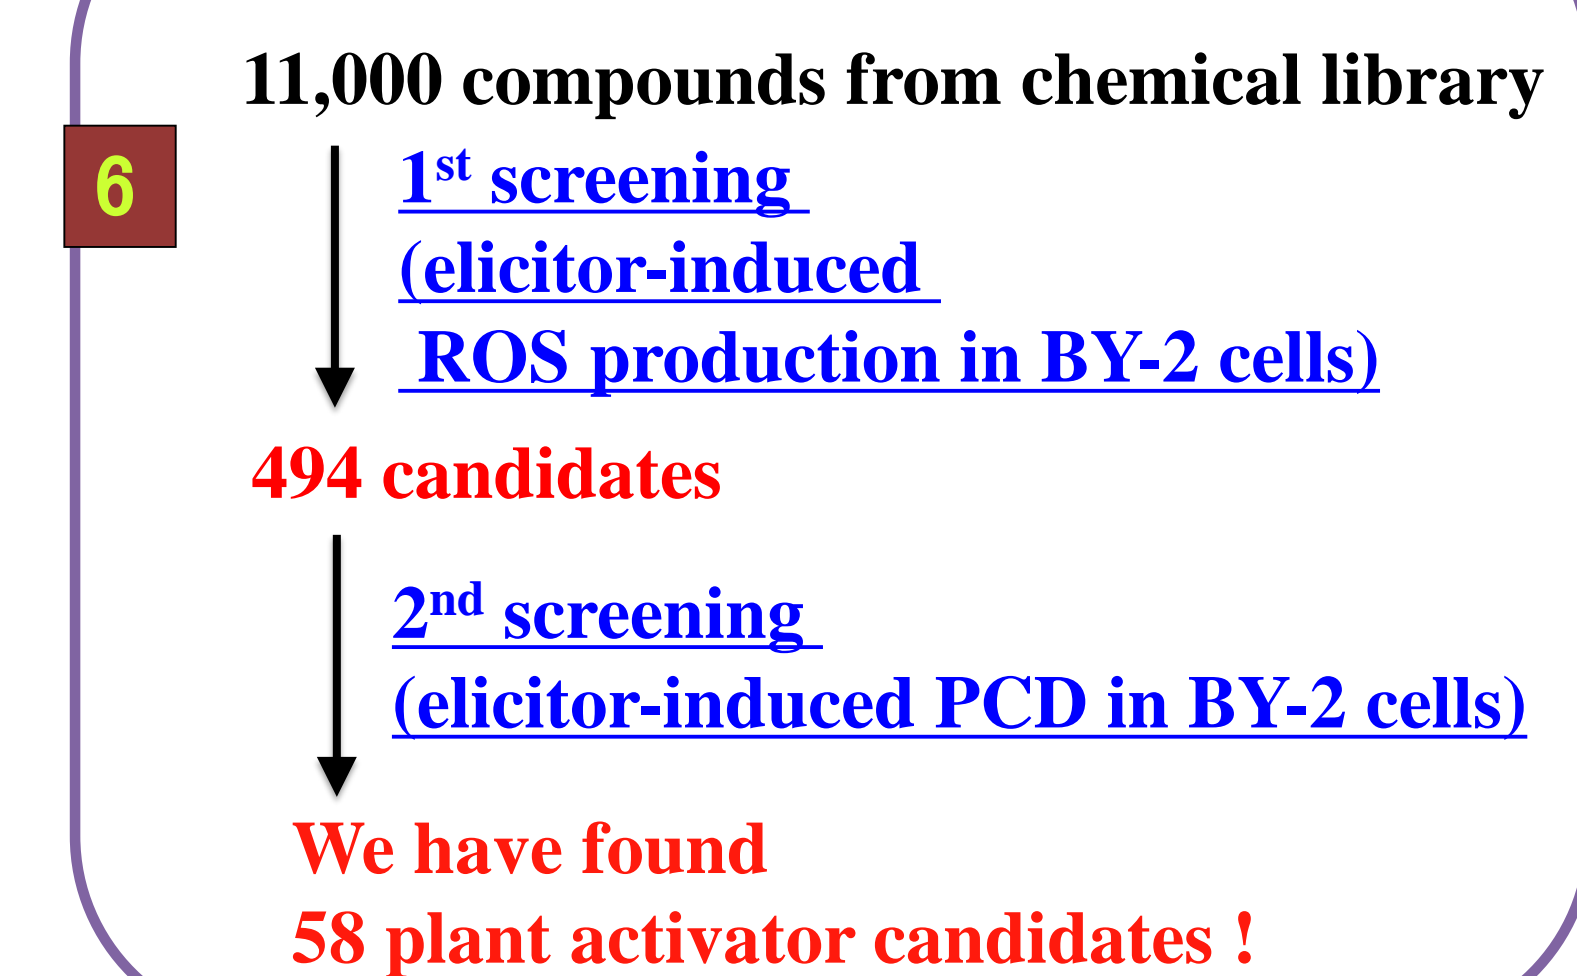 11,000 compounds from chemical library
6
1st screening
(elicitor-induced
ROS production in BY-2 cells)
494 candidates
2nd screening
(elicitor-induced PCD in BY-2 cells)
We have found
58 plant activator candidates !